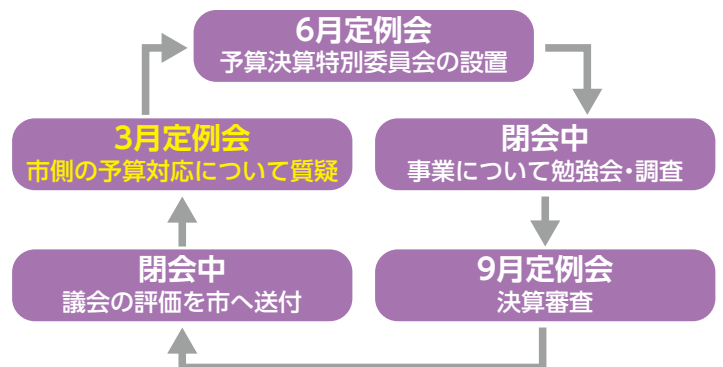 6月定例会
予算決算特別委員会の設置
3月定例会
市側の予算対応について質疑
閉会中
事業について勉強会・調査
閉会中
議会の評価を市へ送付
9月定例会
決算審査